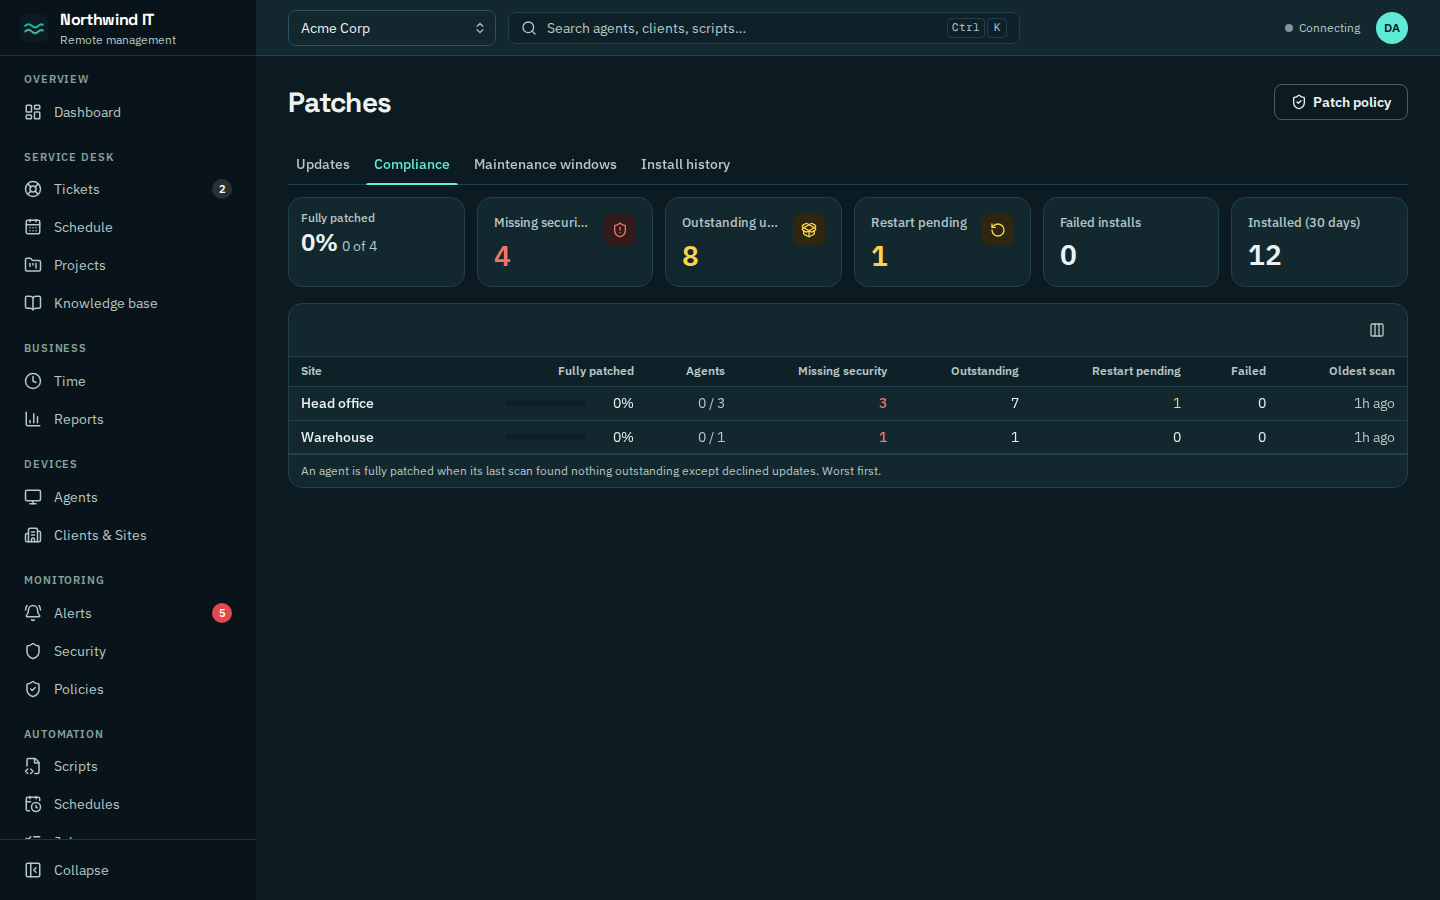 Northwind IT
Remote management
Acme Corp
Search agents, clients, scripts...
Ctrl K
Connecting
DA
OVERVIEW
Dashboard
SERVICE DESK
Tickets 2
Schedule
Projects
Knowledge base
BUSINESS
Time
Reports
DEVICES
Agents
Clients & Sites
MONITORING
Alerts 5
Security
Policies
AUTOMATION
Scripts
Schedules
Collapse
Patches
Patch policy
Updates Compliance Maintenance windows Install history
Fully patched
0% 0 of 4
Missing securi...
4
Outstanding u...
8
Restart pending
1
Failed installs
0
Installed (30 days)
12
Site Fully patched Agents Missing security Outstanding Restart pending Failed Oldest scan
Head office 0% 0 / 3 3 7 1 0 1h ago
Warehouse 0% 0 / 1 1 1 0 0 1h ago
An agent is fully patched when its last scan found nothing outstanding except declined updates. Worst first.